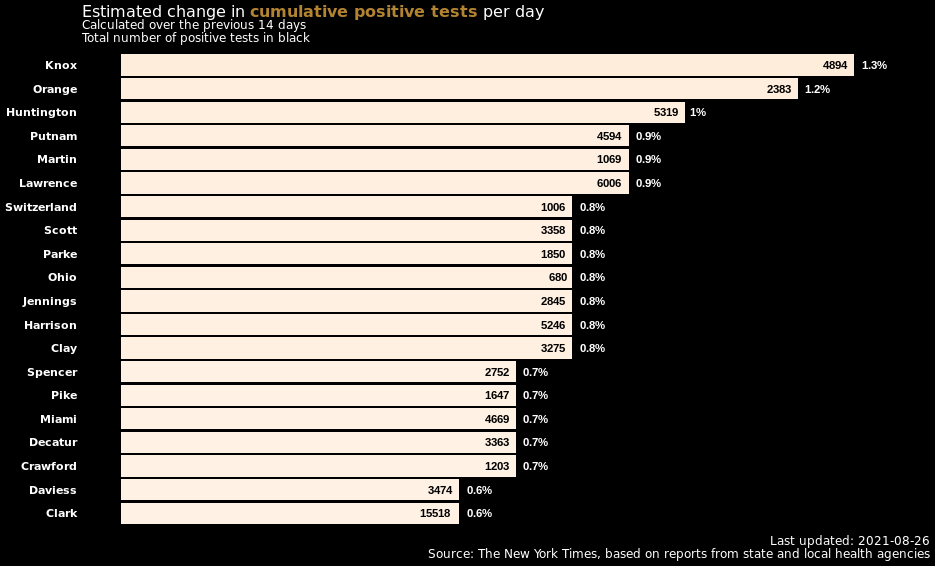 Estimated change in cumulative positive tests per day
Calculated over the previous 14 days
Total number of positive tests in black
Knox 4894 1.3%
Orange 2383 1.2%
Huntington 5319 1%
Putnam 4594 0.9%
Martin 1069 0.9%
Lawrence 6006 0.9%
Switzerland 1006 0.8%
Scott 3358 0.8%
Parke 1850 0.8%
Ohio 680 0.8%
Jennings 2845 0.8%
Harrison 5246 0.8%
Clay 3275 0.8%
Spencer 2752 0.7%
Pike 1647 0.7%
Miami 4669 0.7%
Decatur 3363 0.7%
Crawford 1203 0.7%
Daviess 3474 0.6%
Clark 15518 0.6%
Last updated: 2021-08-26
Source: The New York Times, based on reports from state and local health agencies